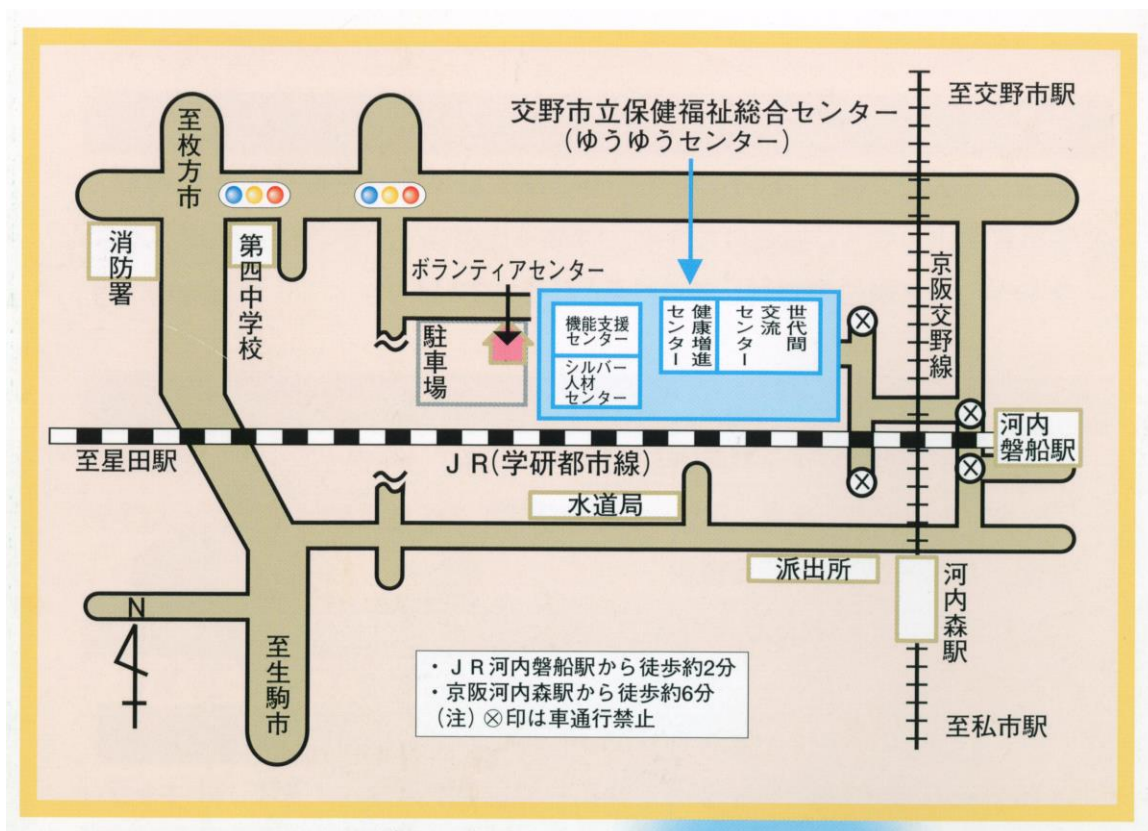 至交野市駅
交野市立保健福祉総合センター
(ゆうゆうセンター)
至枚方市
消防署
第四中学校
ボランティアセンター
駐車場
機能支援
センター
シルバー
人材
センター
健康増進
センター
世代間
交流
センター
京阪交野線
河内
磐船駅
至星田駅
JR(学研都市線)
水道局
派出所
河内森駅
N
至生駒市
・JR河内磐船駅から徒歩約2分
・京阪河内森駅から徒歩約6分
(注)⊗印は車通行禁止
至私市駅